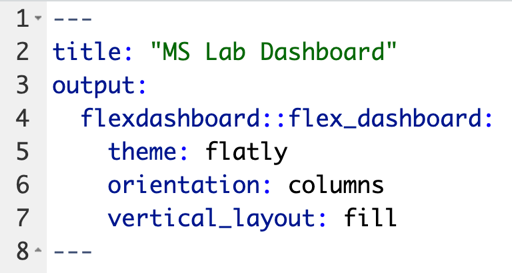 1 ---
2 title: "MS Lab Dashboard"
3 output:
4   flexdashboard::flex_dashboard:
5     theme: flatly
6     orientation: columns
7     vertical_layout: fill
8 ---